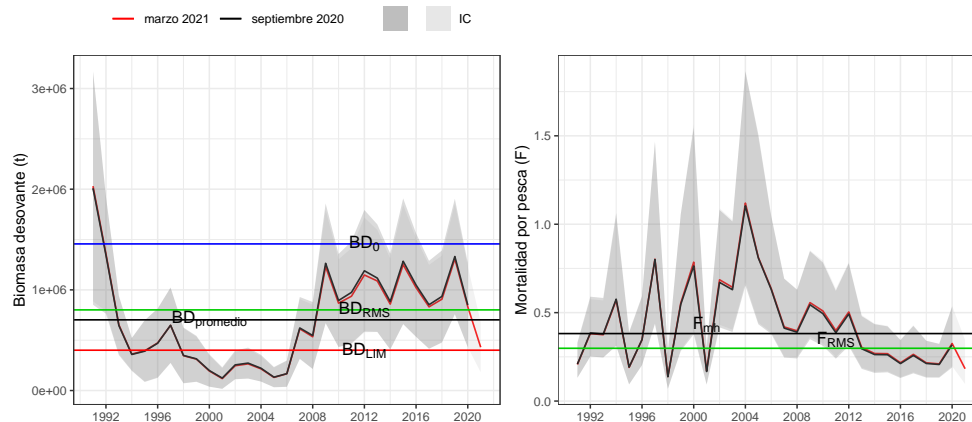 marzo 2021 septiembre 2020 IC
Biomasa desovante (t)
3e+06
2e+06
1e+06
0e+00
BD0
BDpromedio
BDRMS
BDLIM
1992 1996 2000 2004 2008 2012 2016 2020
Mortalidad por pesca (F)
1.5
1.0
0.5
0.0
Fmh
FRMS
1992 1996 2000 2004 2008 2012 2016 2020